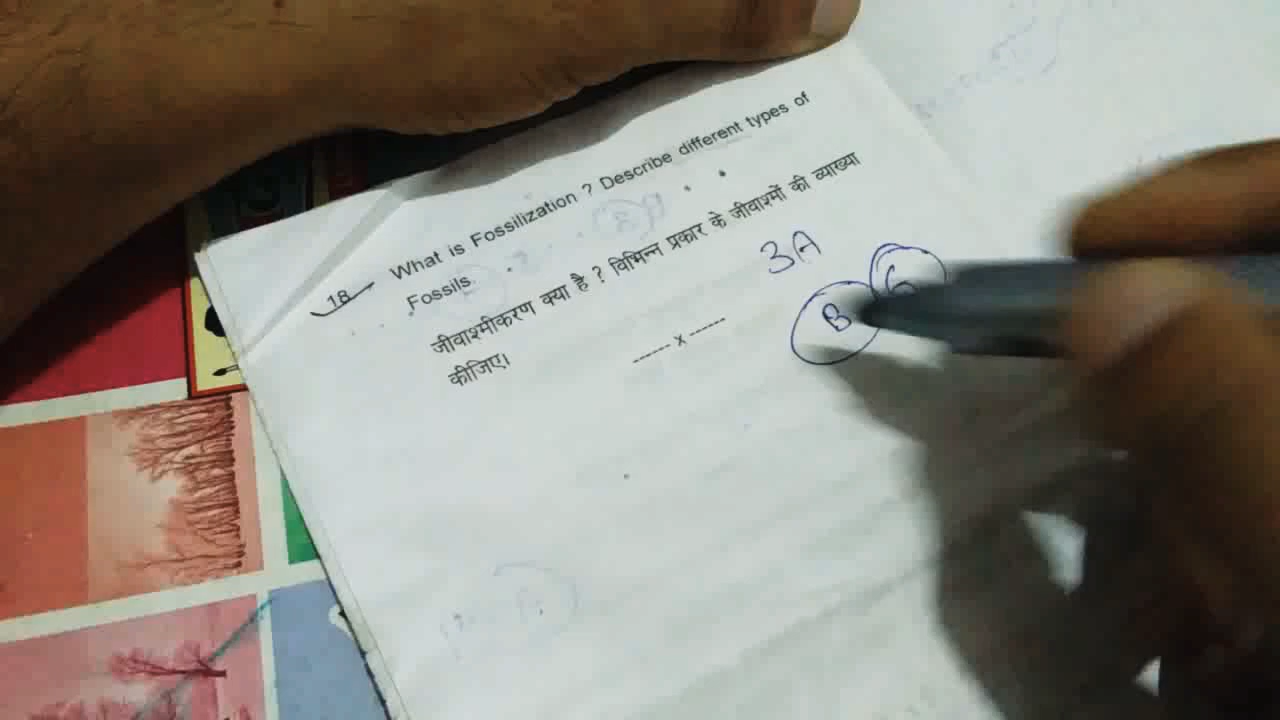 18 What is Fossilization ? Describe different types of
Fossils.
जीवाश्मीकरण क्या है ? विभिन्न प्रकार के जीवाश्मों की व्याख्या
कीजिए।
------ x ------
3A
B